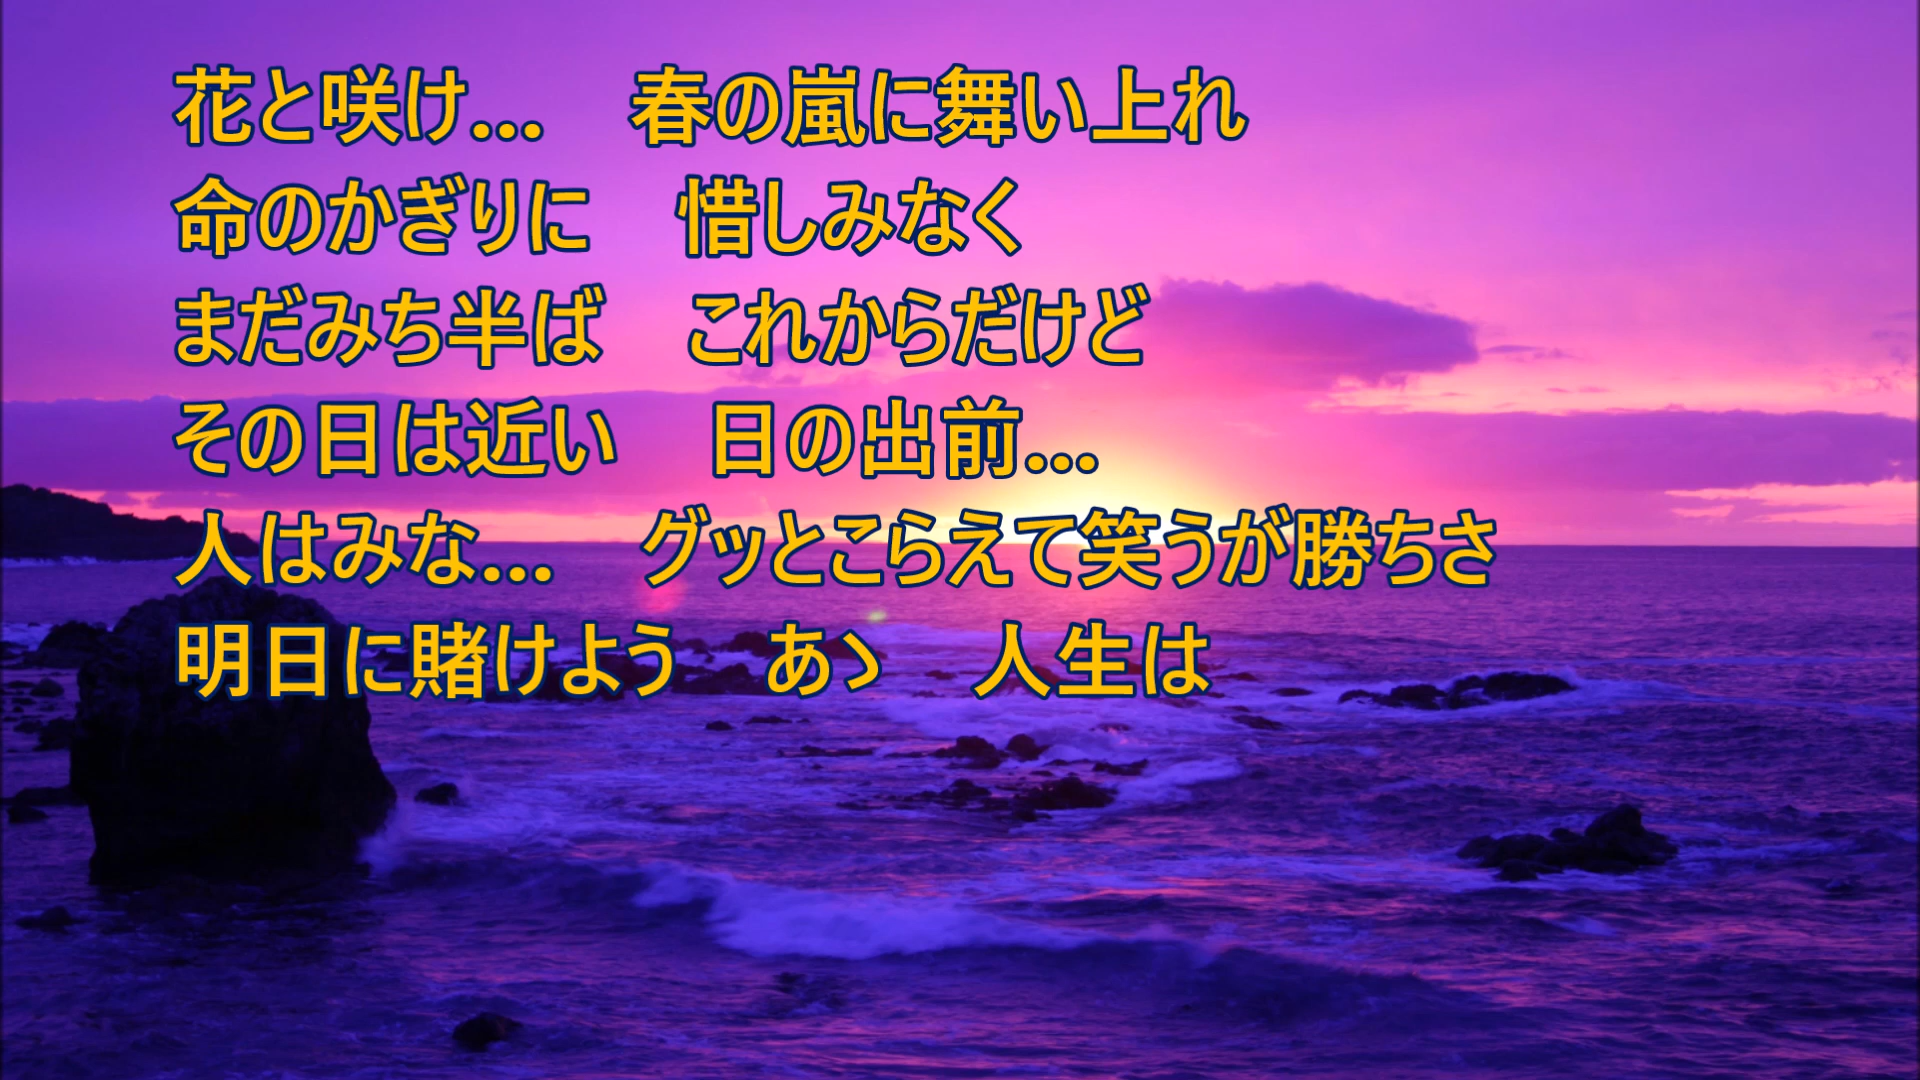 花と咲け…　春の嵐に舞い上れ
命のかぎりに　惜しみなく
まだみち半ば　これからだけど
その日は近い　日の出前…
人はみな…　グッとこらえて笑うが勝ちさ
明日に賭けよう　あゝ　人生は